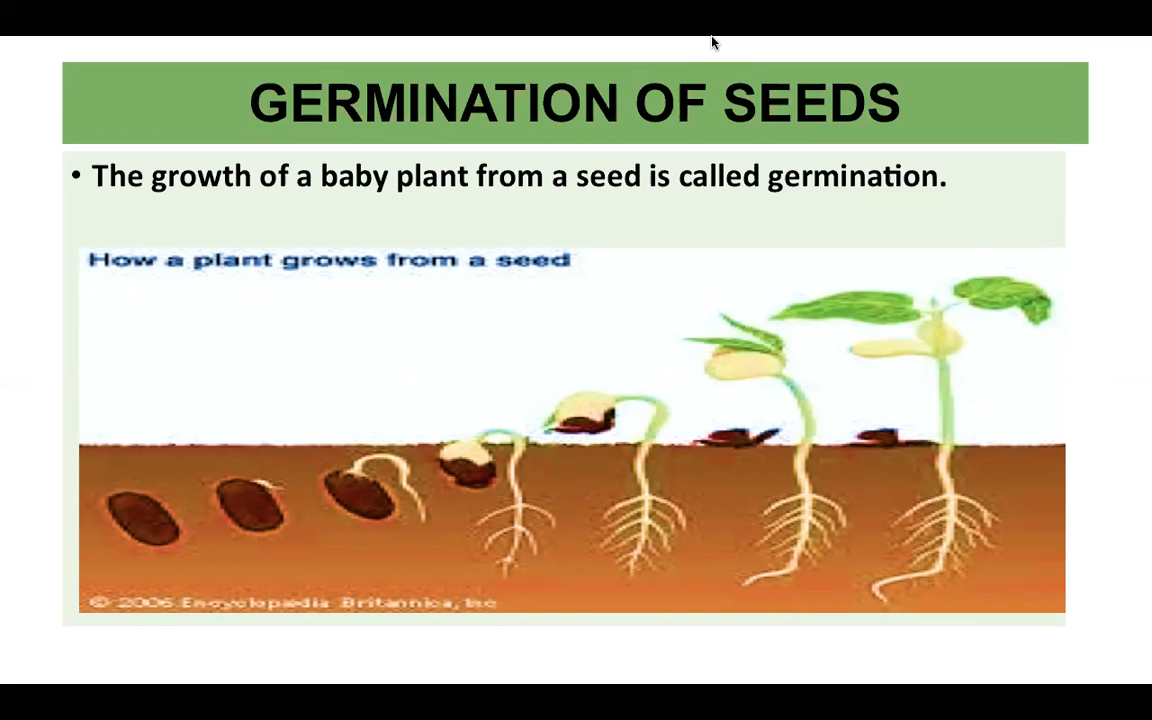 GERMINATION OF SEEDS
• The growth of a baby plant from a seed is called germination.
How a plant grows from a seed
© 2006 Encyclopædia Britannica, Inc